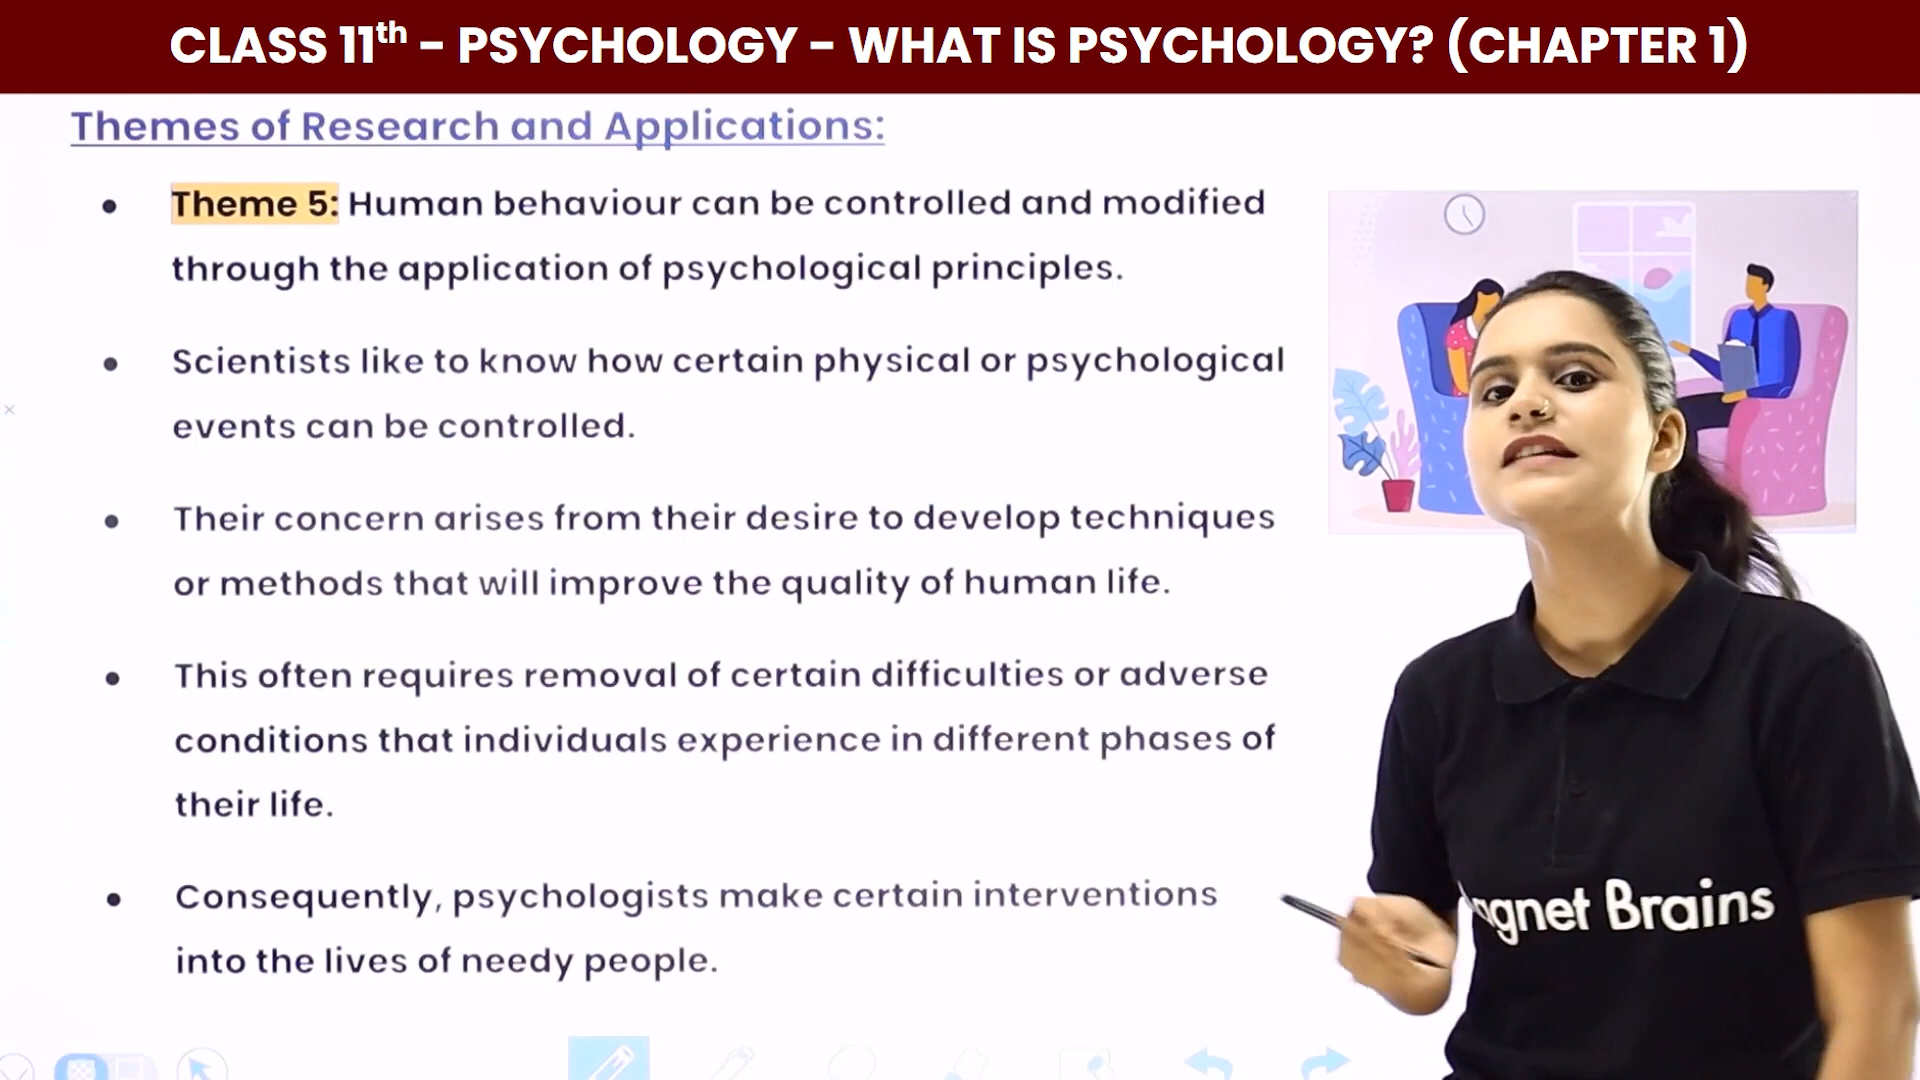 CLASS 11th – PSYCHOLOGY – WHAT IS PSYCHOLOGY? (CHAPTER 1)
Themes of Research and Applications:
• Theme 5: Human behaviour can be controlled and modified
through the application of psychological principles.
• Scientists like to know how certain physical or psychological
events can be controlled.
• Their concern arises from their desire to develop techniques
or methods that will improve the quality of human life.
• This often requires removal of certain difficulties or adverse
conditions that individuals experience in different phases of
their life.
• Consequently, psychologists make certain interventions
into the lives of needy people.
agnet Brains